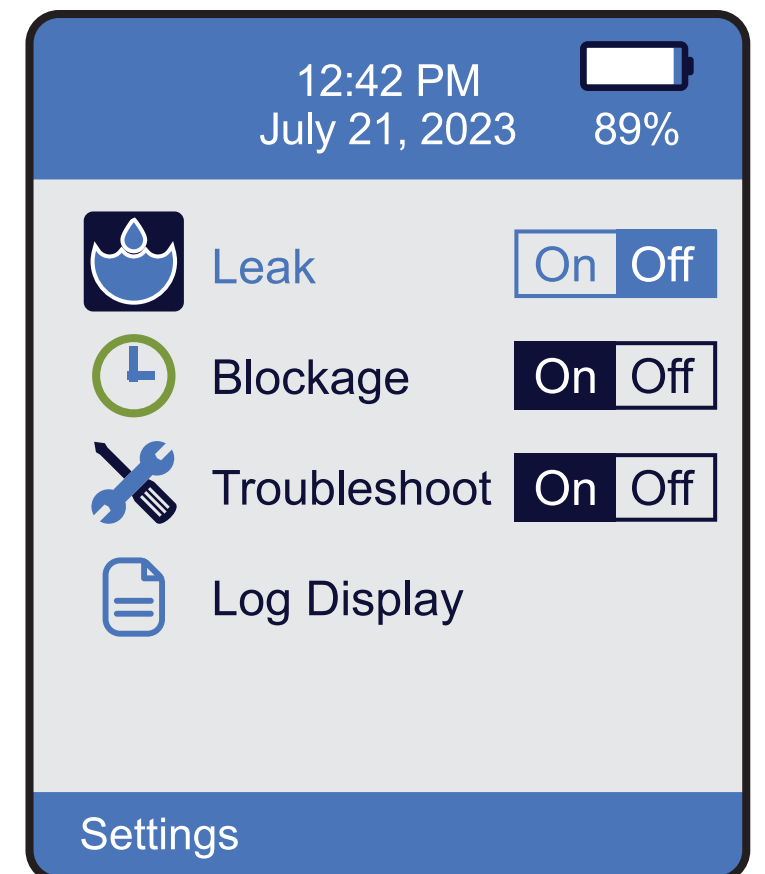 12:42 PM
July 21, 2023 89%
Leak On Off
Blockage On Off
Troubleshoot On Off
Log Display
Settings